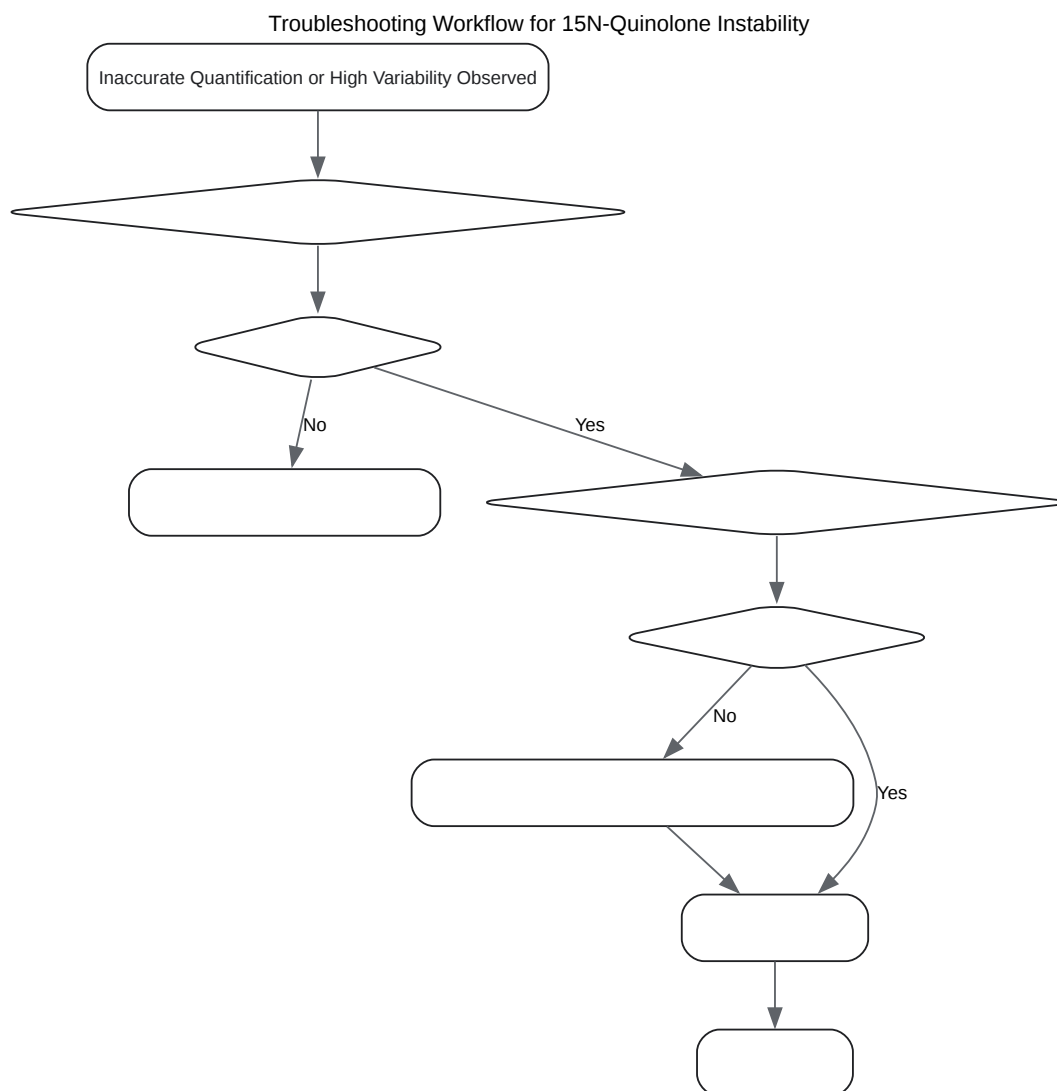 Troubleshooting Workflow for 15N-Quinolone Instability
Inaccurate Quantification or High Variability Observed
No
Yes
No
Yes